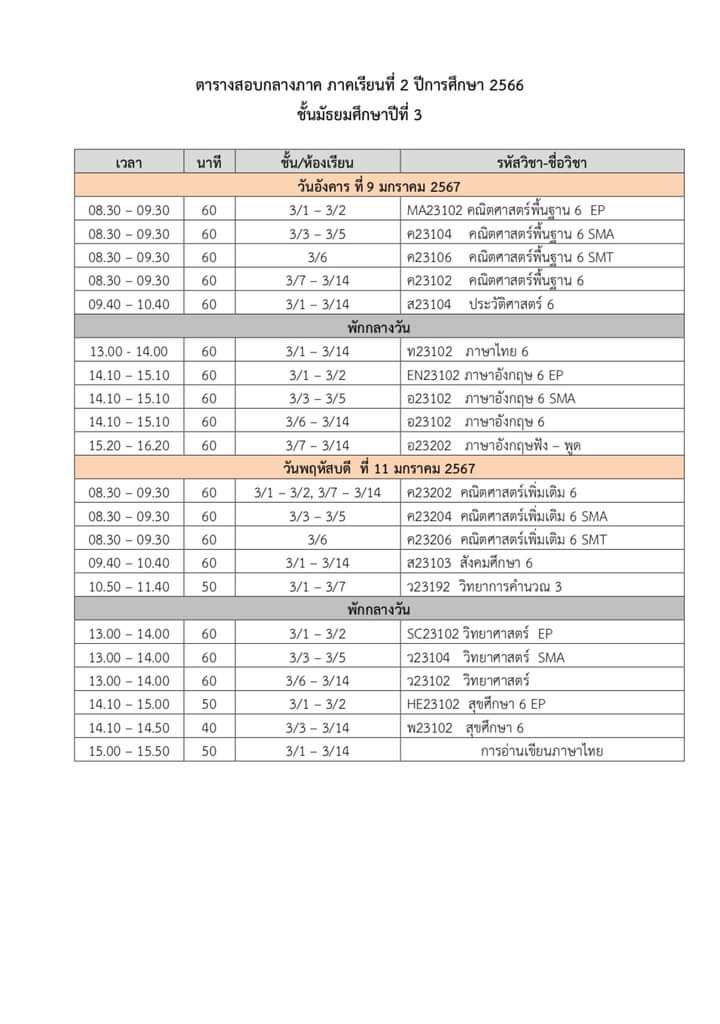 ตารางสอบกลางภาค ภาคเรียนที่ 2 ปีการศึกษา 2566
ชั้นมัธยมศึกษาปีที่ 3
เวลา นาที ชั้น/ห้องเรียน รหัสวิชา-ชื่อวิชา
วันอังคาร ที่ 9 มกราคม 2567
08.30 – 09.30 60 3/1 – 3/2 MA23102 คณิตศาสตร์พื้นฐาน 6 EP
08.30 – 09.30 60 3/3 – 3/5 ค23104 คณิตศาสตร์พื้นฐาน 6 SMA
08.30 – 09.30 60 3/6 ค23106 คณิตศาสตร์พื้นฐาน 6 SMT
08.30 – 09.30 60 3/7 – 3/14 ค23102 คณิตศาสตร์พื้นฐาน 6
09.40 – 10.40 60 3/1 – 3/14 ส23104 ประวัติศาสตร์ 6
พักกลางวัน
13.00 - 14.00 60 3/1 – 3/14 ท23102 ภาษาไทย 6
14.10 – 15.10 60 3/1 – 3/2 EN23102 ภาษาอังกฤษ 6 EP
14.10 – 15.10 60 3/3 – 3/5 อ23102 ภาษาอังกฤษ 6 SMA
14.10 – 15.10 60 3/6 – 3/14 อ23102 ภาษาอังกฤษ 6
15.20 – 16.20 60 3/7 – 3/14 อ23202 ภาษาอังกฤษฟัง – พูด
วันพฤหัสบดี ที่ 11 มกราคม 2567
08.30 – 09.30 60 3/1 – 3/2, 3/7 – 3/14 ค23202 คณิตศาสตร์เพิ่มเติม 6
08.30 – 09.30 60 3/3 – 3/5 ค23204 คณิตศาสตร์เพิ่มเติม 6 SMA
08.30 – 09.30 60 3/6 ค23206 คณิตศาสตร์เพิ่มเติม 6 SMT
09.40 – 10.40 60 3/1 – 3/14 ส23103 สังคมศึกษา 6
10.50 – 11.40 50 3/1 – 3/7 ว23192 วิทยาการคำนวณ 3
พักกลางวัน
13.00 – 14.00 60 3/1 – 3/2 SC23102 วิทยาศาสตร์ EP
13.00 – 14.00 60 3/3 – 3/5 ว23104 วิทยาศาสตร์ SMA
13.00 – 14.00 60 3/6 – 3/14 ว23102 วิทยาศาสตร์
14.10 – 15.00 50 3/1 – 3/2 HE23102 สุขศึกษา 6 EP
14.10 – 14.50 40 3/3 – 3/14 พ23102 สุขศึกษา 6
15.00 – 15.50 50 3/1 – 3/14 การอ่านเขียนภาษาไทย